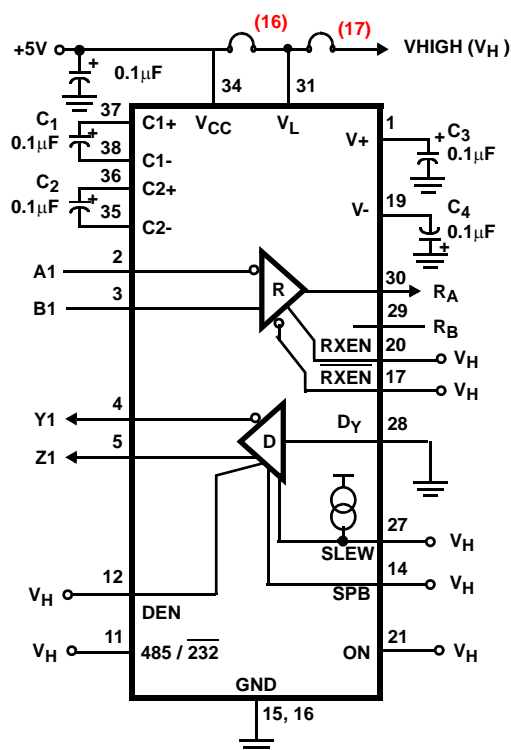 (16)
(17)
+5V
VHIGH (VH)
0.1μF
34
31
37
C1
0.1μF
C1+
VCC
VL
1
V+
C3
0.1μF
38
C1-
36
C2
0.1μF
C2+
19
V-
C4
0.1μF
35
C2-
2
A1
R
30
RA
3
B1
29
RB
RXEN
20
VH
RXEN
17
VH
4
Y1
DY
28
5
Z1
D
27
SLEW
VH
14
SPB
VH
12
VH
DEN
11
VH
485 / 232
21
ON
VH
GND
15, 16
+
+
+
+
+